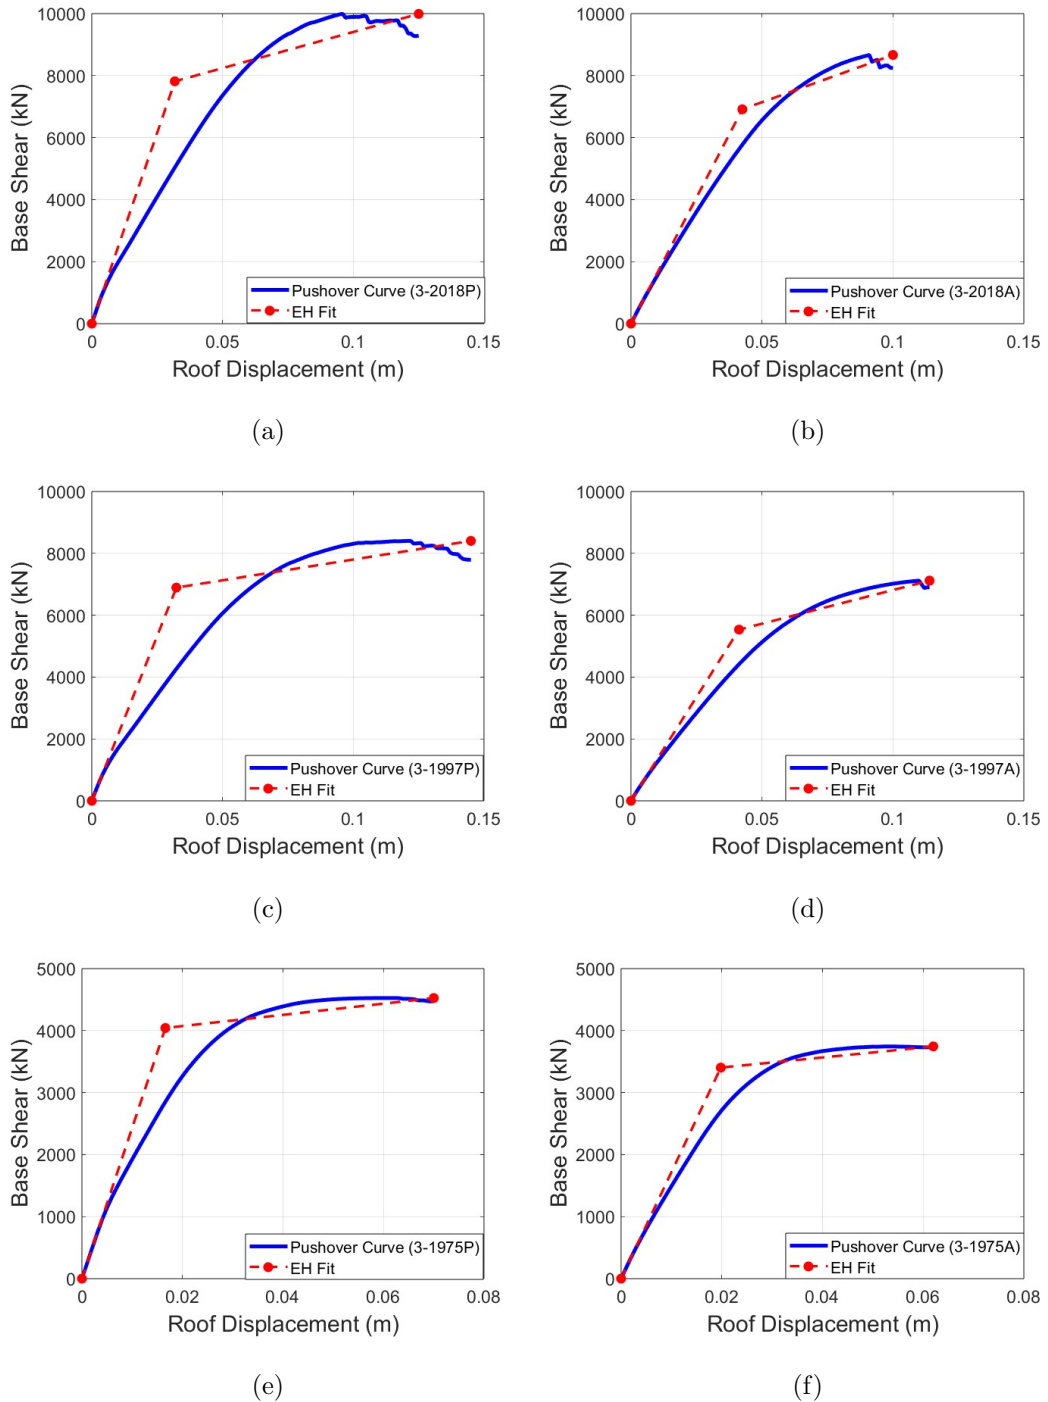 10000
8000
6000
4000
2000
0
Base Shear (kN)
Pushover Curve (3-2018P)
EH Fit
0 0.05 0.1 0.15
Roof Displacement (m)
(a)
10000
8000
6000
4000
2000
0
Base Shear (kN)
Pushover Curve (3-2018A)
EH Fit
0 0.05 0.1 0.15
Roof Displacement (m)
(b)
10000
8000
6000
4000
2000
0
Base Shear (kN)
Pushover Curve (3-1997P)
EH Fit
0 0.05 0.1 0.15
Roof Displacement (m)
(c)
10000
8000
6000
4000
2000
0
Base Shear (kN)
Pushover Curve (3-1997A)
EH Fit
0 0.05 0.1 0.15
Roof Displacement (m)
(d)
5000
4000
3000
2000
1000
0
Base Shear (kN)
Pushover Curve (3-1975P)
EH Fit
0 0.02 0.04 0.06 0.08
Roof Displacement (m)
(e)
5000
4000
3000
2000
1000
0
Base Shear (kN)
Pushover Curve (3-1975A)
EH Fit
0 0.02 0.04 0.06 0.08
Roof Displacement (m)
(f)